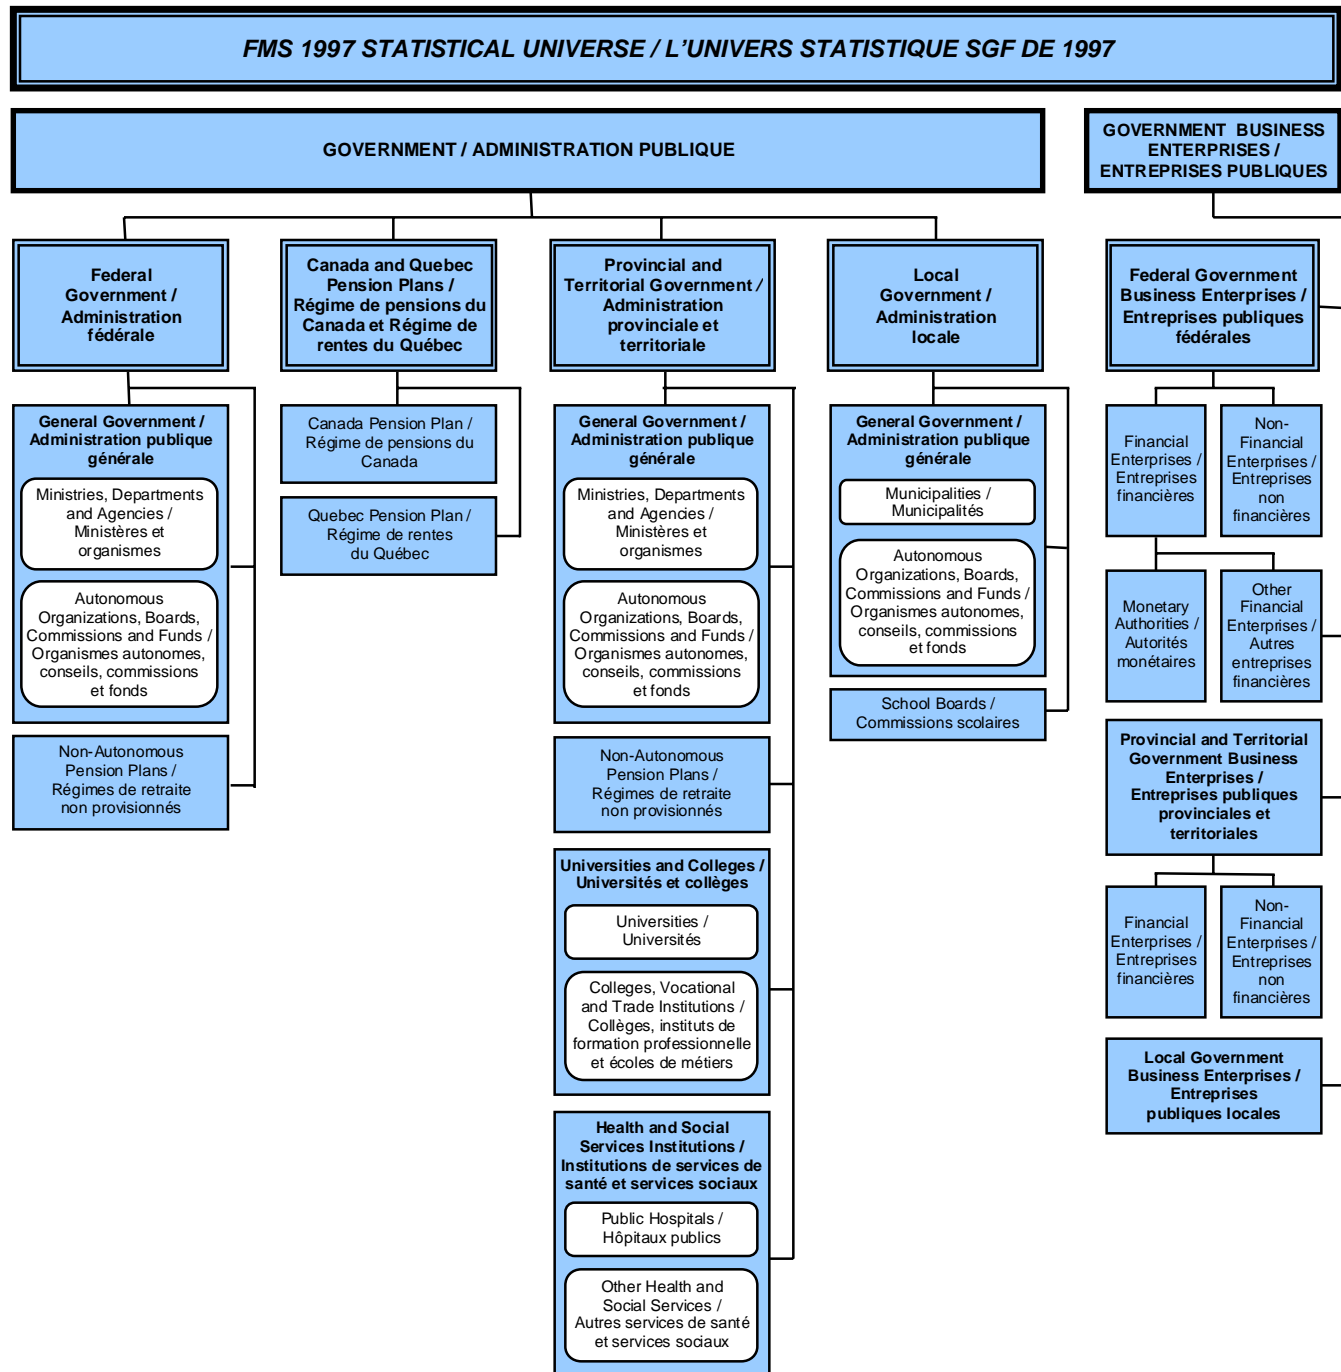 FMS 1997 STATISTICAL UNIVERSE / L'UNIVERS STATISTIQUE SGF DE 1997
GOVERNMENT / ADMINISTRATION PUBLIQUE
GOVERNMENT BUSINESS
ENTERPRISES /
ENTREPRISES PUBLIQUES
Federal
Government /
Administration
fédérale
Canada and Quebec
Pension Plans /
Régime de pensions du
Canada et Régime de
rentes du Québec
Provincial and
Territorial Government /
Administration
provinciale et
territoriale
Local
Government /
Administration
locale
Federal Government
Business Enterprises /
Entreprises publiques
fédérales
General Government /
Administration publique
générale
Ministries, Departments
and Agencies /
Ministères et
organismes
Autonomous
Organizations, Boards,
Commissions and Funds /
Organismes autonomes,
conseils, commissions
et fonds
Non-Autonomous
Pension Plans /
Régimes de retraite
non provisionnés
Canada Pension Plan /
Régime de pensions du
Canada
Quebec Pension Plan /
Régime de rentes
du Québec
General Government /
Administration publique
générale
Ministries, Departments
and Agencies /
Ministères et
organismes
Autonomous
Organizations, Boards,
Commissions and Funds /
Organismes autonomes,
conseils, commissions
et fonds
Non-Autonomous
Pension Plans /
Régimes de retraite
non provisionnés
Universities and Colleges /
Universités et collèges
Universities /
Universités
Colleges, Vocational
and Trade Institutions /
Collèges, instituts de
formation professionnelle
et écoles de métiers
Health and Social
Services Institutions /
Institutions de services de
santé et services sociaux
Public Hospitals /
Hôpitaux publics
Other Health and
Social Services /
Autres services de santé
et services sociaux
General Government /
Administration publique
générale
Municipalities /
Municipalités
Autonomous
Organizations, Boards,
Commissions and Funds /
Organismes autonomes,
conseils, commissions
et fonds
School Boards /
Commissions scolaires
Financial
Enterprises /
Entreprises
financières
Non-
Financial
Enterprises /
Entreprises
non
financières
Monetary
Authorities /
Autorités
monétaires
Other
Financial
Enterprises /
Autres
entreprises
financières
Provincial and Territorial
Government Business
Enterprises /
Entreprises publiques
provinciales et
territoriales
Financial
Enterprises /
Entreprises
financières
Non-
Financial
Enterprises /
Entreprises
non
financières
Local Government
Business Enterprises /
Entreprises
publiques locales